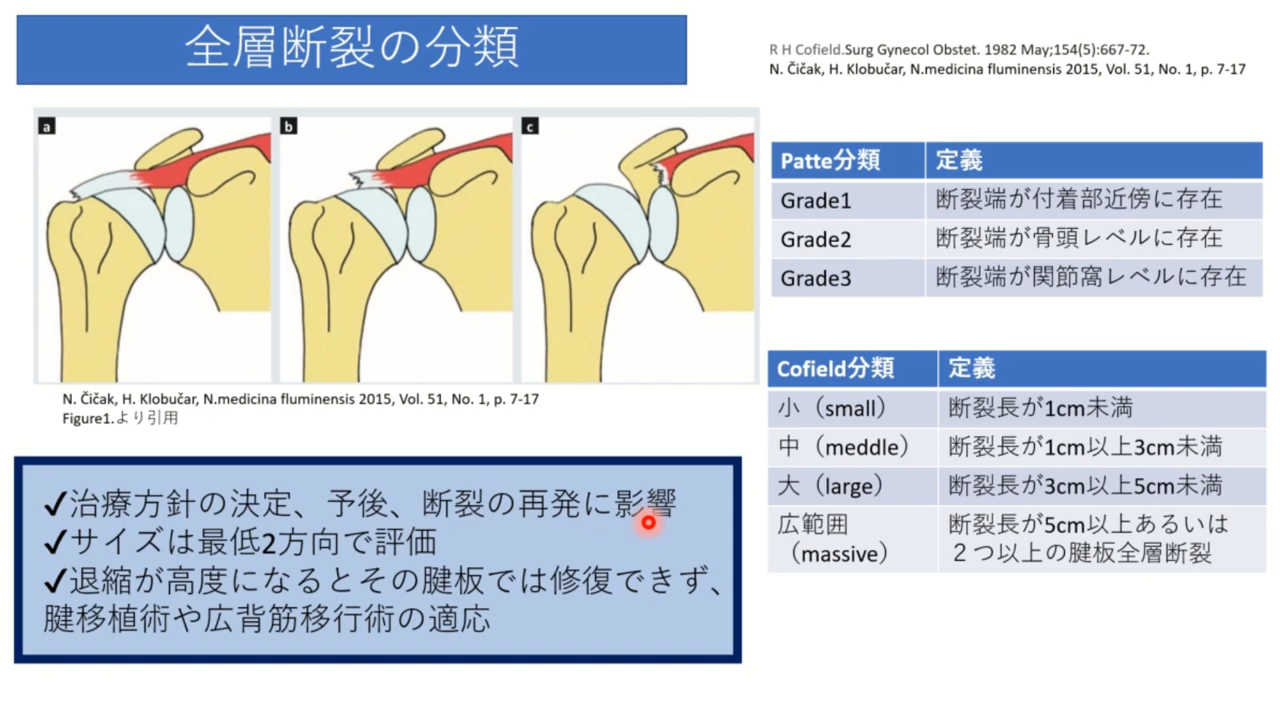 全層断裂の分類
R H Cofield.Surg Gynecol Obstet. 1982 May;154(5):667-72.
N. Čičak, H. Klobučar, N.medicina fluminensis 2015, Vol. 51, No. 1, p. 7-17
a
b
c
N. Čičak, H. Klobučar, N.medicina fluminensis 2015, Vol. 51, No. 1, p. 7-17
Figure1.より引用
Patte分類 定義
Grade1 断裂端が付着部近傍に存在
Grade2 断裂端が骨頭レベルに存在
Grade3 断裂端が関節窩レベルに存在
Cofield分類 定義
小（small） 断裂長が1cm未満
中（meddle） 断裂長が1cm以上3cm未満
大（large） 断裂長が3cm以上5cm未満
広範囲 断裂長が5cm以上あるいは
（massive） ２つ以上の腱板全層断裂
✓治療方針の決定、予後、断裂の再発に影響
✓サイズは最低2方向で評価
✓退縮が高度になるとその腱板では修復できず、
腱移植術や広背筋移行術の適応